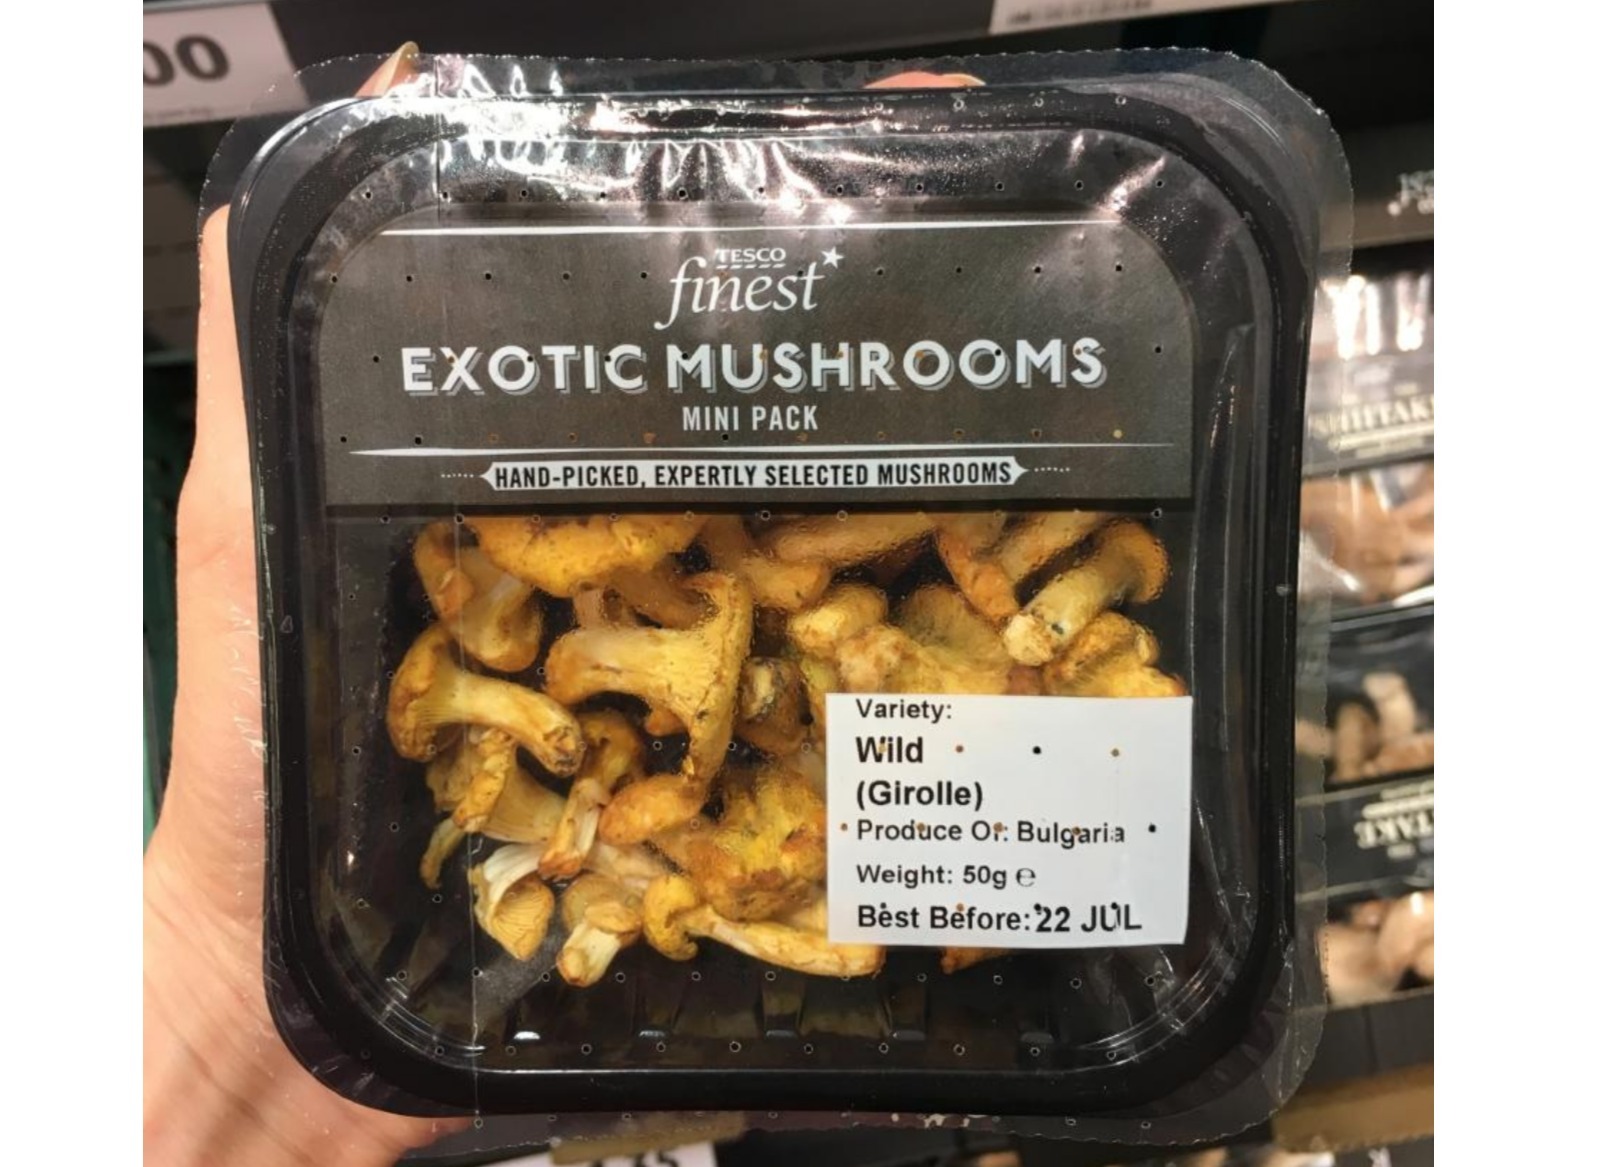 00
TESCO
finest
EXOTIC MUSHROOMS
MINI PACK
HAND-PICKED, EXPERTLY SELECTED MUSHROOMS
Variety:
Wild
(Girolle)
Produce Of: Bulgaria
Weight: 50g ℮
Best Before: 22 JUL